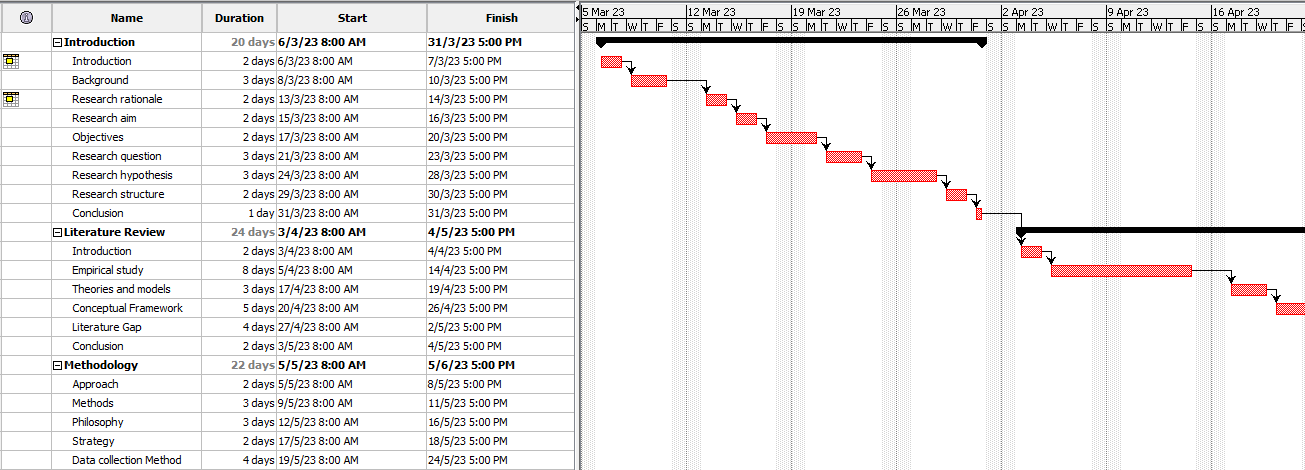 Name Duration Start Finish 5 Mar 23 12 Mar 23 19 Mar 23 26 Mar 23 2 Apr 23 9 Apr 23 16 Apr 23
S M T W T F S S M T W T F S S M T W T F S S M T W T F S S M T W T F S S M T W T F S S M T W T F S
Introduction 20 days 6/3/23 8:00 AM 31/3/23 5:00 PM
Introduction 2 days 6/3/23 8:00 AM 7/3/23 5:00 PM
Background 3 days 8/3/23 8:00 AM 10/3/23 5:00 PM
Research rationale 2 days 13/3/23 8:00 AM 14/3/23 5:00 PM
Research aim 2 days 15/3/23 8:00 AM 16/3/23 5:00 PM
Objectives 2 days 17/3/23 8:00 AM 20/3/23 5:00 PM
Research question 3 days 21/3/23 8:00 AM 23/3/23 5:00 PM
Research hypothesis 3 days 24/3/23 8:00 AM 28/3/23 5:00 PM
Research structure 2 days 29/3/23 8:00 AM 30/3/23 5:00 PM
Conclusion 1 day 31/3/23 8:00 AM 31/3/23 5:00 PM
Literature Review 24 days 3/4/23 8:00 AM 4/5/23 5:00 PM
Introduction 2 days 3/4/23 8:00 AM 4/4/23 5:00 PM
Empirical study 8 days 5/4/23 8:00 AM 14/4/23 5:00 PM
Theories and models 3 days 17/4/23 8:00 AM 19/4/23 5:00 PM
Conceptual Framework 5 days 20/4/23 8:00 AM 26/4/23 5:00 PM
Literature Gap 4 days 27/4/23 8:00 AM 2/5/23 5:00 PM
Conclusion 2 days 3/5/23 8:00 AM 4/5/23 5:00 PM
Methodology 22 days 5/5/23 8:00 AM 5/6/23 5:00 PM
Approach 2 days 5/5/23 8:00 AM 8/5/23 5:00 PM
Methods 3 days 9/5/23 8:00 AM 11/5/23 5:00 PM
Philosophy 3 days 12/5/23 8:00 AM 16/5/23 5:00 PM
Strategy 2 days 17/5/23 8:00 AM 18/5/23 5:00 PM
Data collection Method 4 days 19/5/23 8:00 AM 24/5/23 5:00 PM